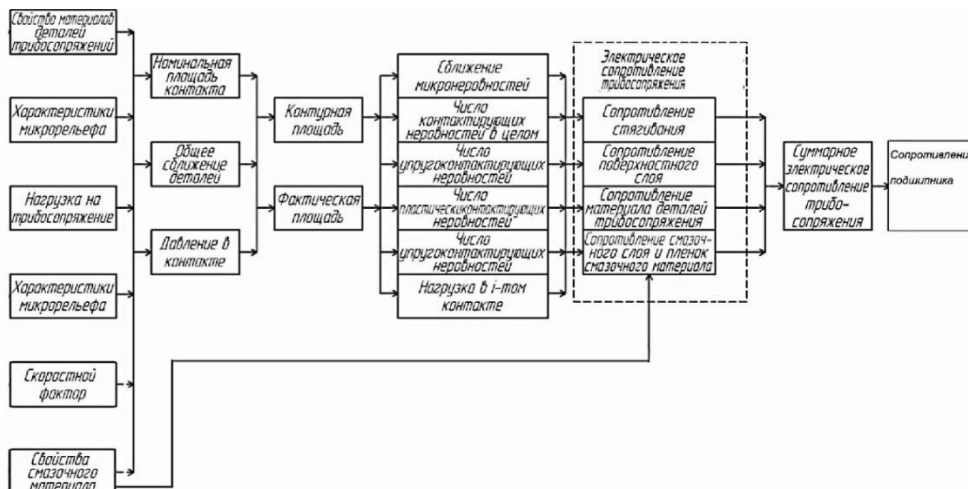 Свойства материалов
деталей
трибосопряжений
Характеристики
микрорельефа
Нагрузка на
трибосопряжение
Характеристики
микрорельефа
Скоростной
фактор
Свойства
смазочного
материала
Номинальная
площадь
контакта
Общее
сближение
деталей
Давление в
контакте
Контурная
площадь
Фактическая
площадь
Сближение
микронеровностей
Число
контактирующих
неровностей в целом
Число
упругоконтактирующих
неровностей
Число
пластическиконтактирующих
неровностей
Число
упругоконтактирующих
неровностей
Нагрузка в i-том
контакте
Электрическое
сопротивление
трибосопряжения
Сопротивление
стягивания
Сопротивление
поверхностного
слоя
Сопротивление
материала деталей
трибосопряжения
Сопротивление смазоч-
ного слоя и пленок
смазочного материала
Суммарное
электрическое
сопротивление
трибо-
сопряжения
Сопротивлени
подшипника